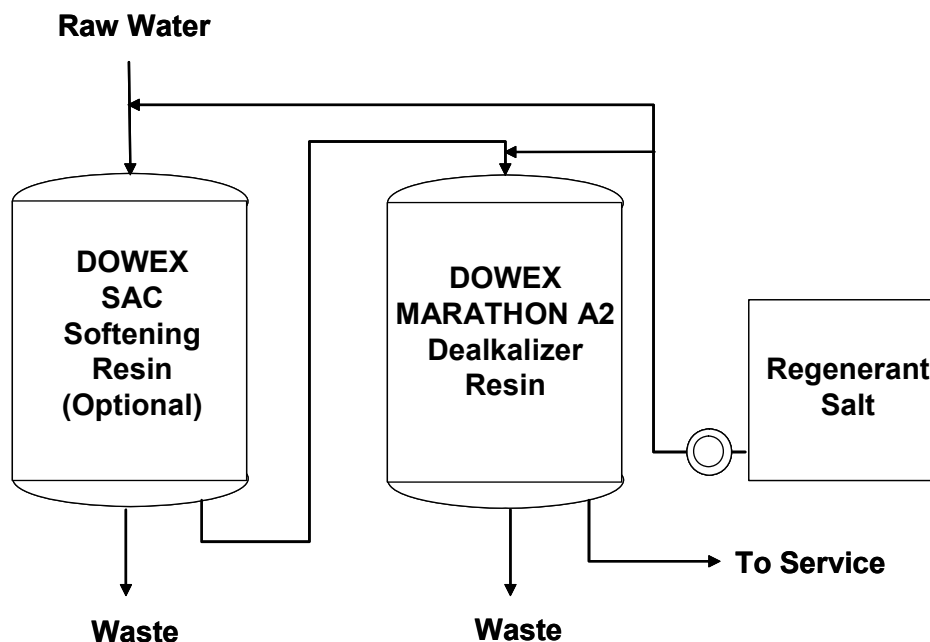 Raw Water
DOWEX
SAC
Softening
Resin
(Optional)
DOWEX
MARATHON A2
Dealkalizer
Resin
Regenerant
Salt
To Service
Waste
Waste